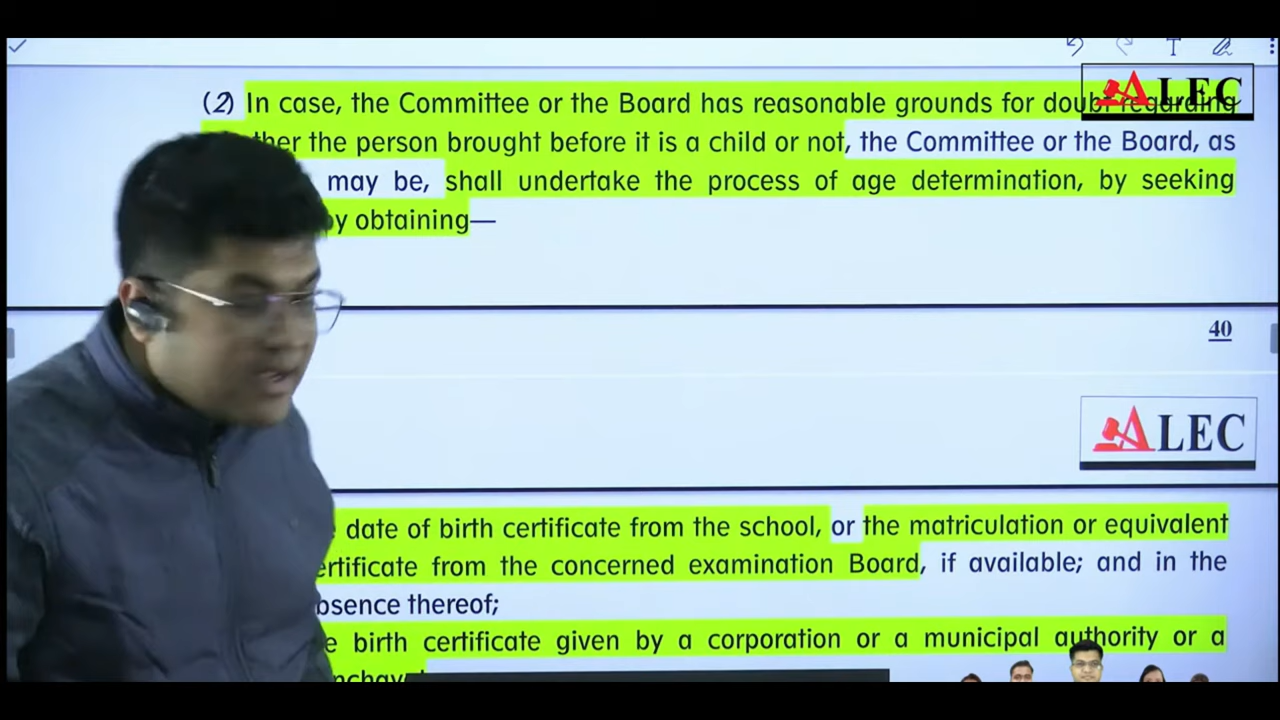 ALEC
(2) In case, the Committee or the Board has reasonable grounds for doubt regarding
the person brought before it is a child or not, the Committee or the Board, as
may be, shall undertake the process of age determination, by seeking
by obtaining—
40
ALEC
date of birth certificate from the school, or the matriculation or equivalent
certificate from the concerned examination Board, if available; and in the
absence thereof;
birth certificate given by a corporation or a municipal authority or a